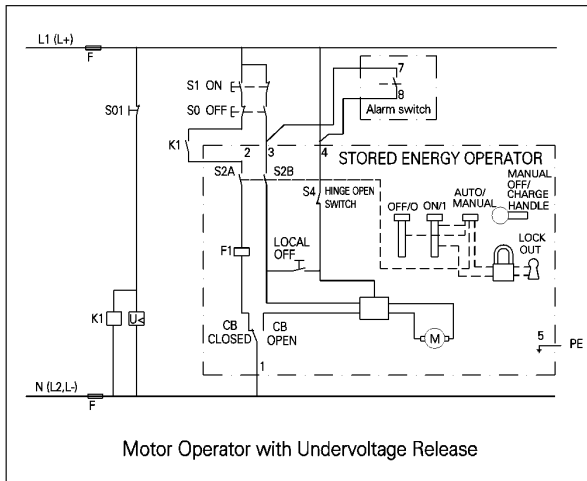 L1 (L+)
F
S1 ON
S01
S0 OFF
7
8
Alarm switch
K1
2
3
4
STORED ENERGY OPERATOR
S2A
S2B
S4
HINGE OPEN
SWITCH
OFF/O
ON/1
AUTO/
MANUAL
MANUAL
OFF/CHARGE
HANDLE
F1
LOCAL
OFF
LOCK
OUT
K1
U<
CB
CLOSED
CB
OPEN
M
5
PE
1
N (L2,L-)
F
Motor Operator with Undervoltage Release